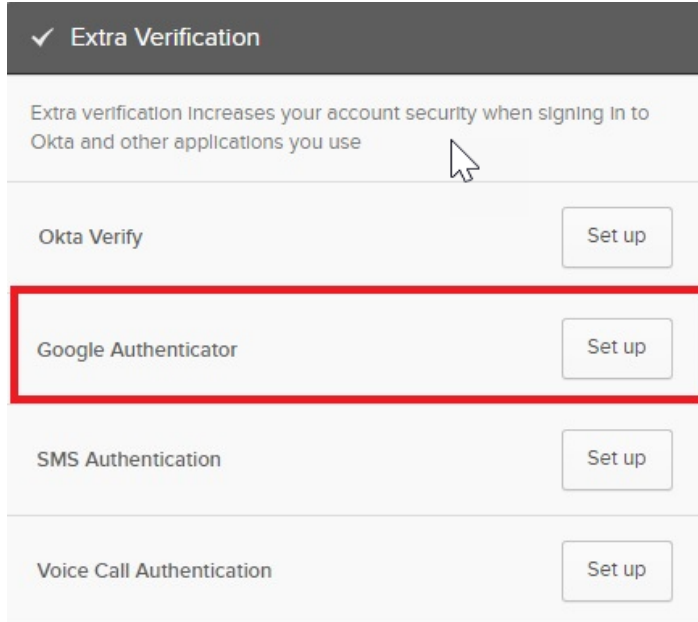 Extra Verification
Extra verification increases your account security when signing in to
Okta and other applications you use
Okta Verify
Set up
Google Authenticator
Set up
SMS Authentication
Set up
Voice Call Authentication
Set up